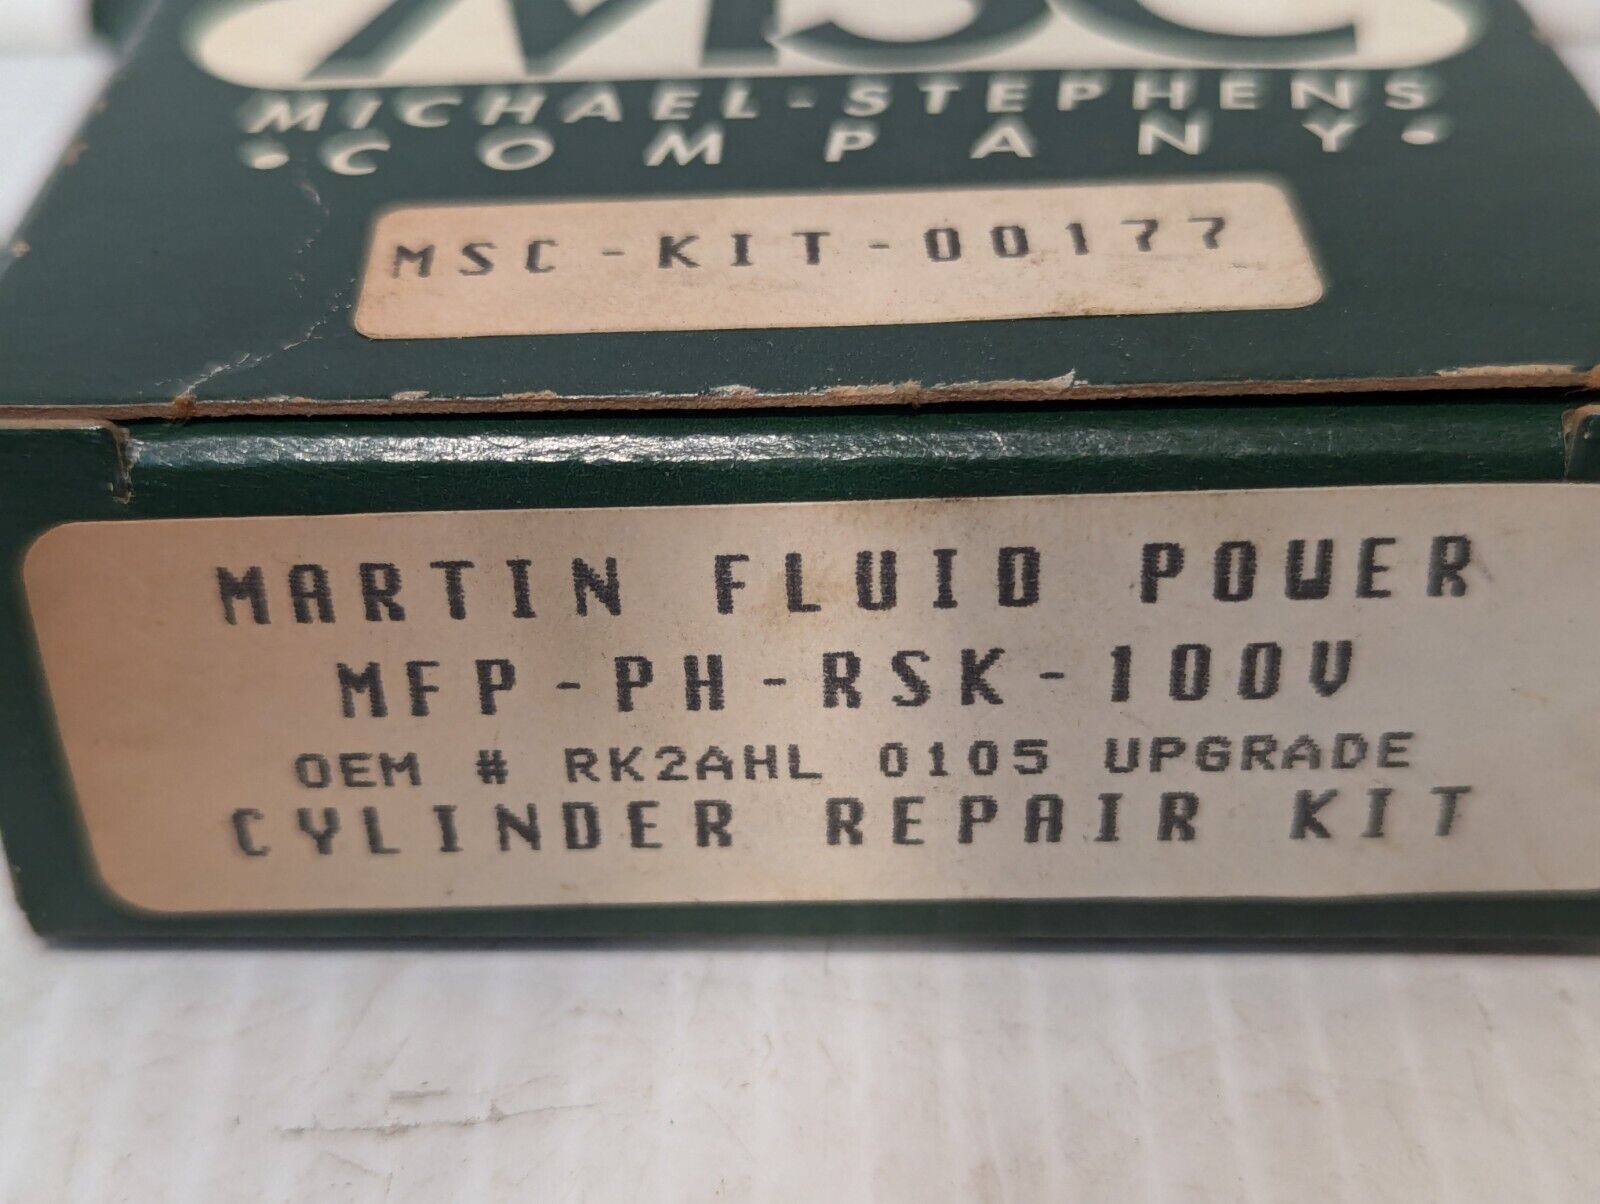 MSC
MICHAEL-STEPHENS
• COMPANY •
MSC-KIT-00177
MARTIN FLUID POWER
MFP-PH-RSK-100V
OEM # RK2AHL 0105 UPGRADE
CYLINDER REPAIR KIT